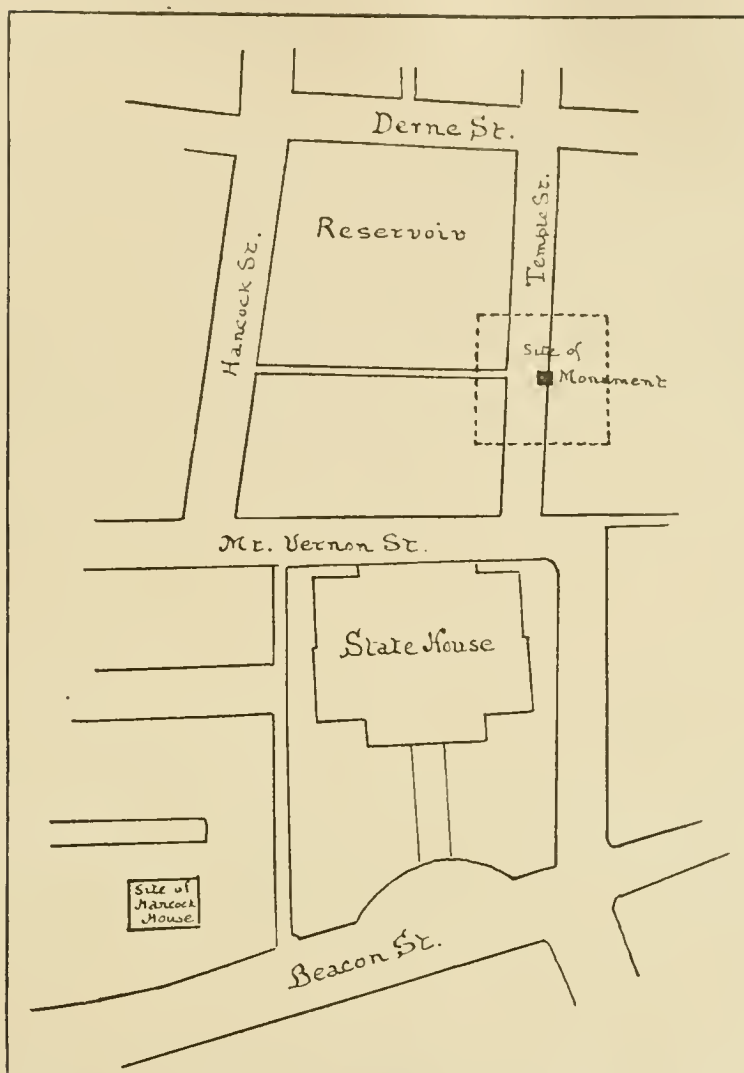 Derne St.
Reservoir
Temple St.
Hancock St.
Site of
Monument
Mt. Vernon St.
State House
Site of
Hancock
House
Beacon St.